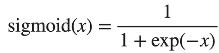 sigmoid(x) = 1 / (1 + exp(−x))